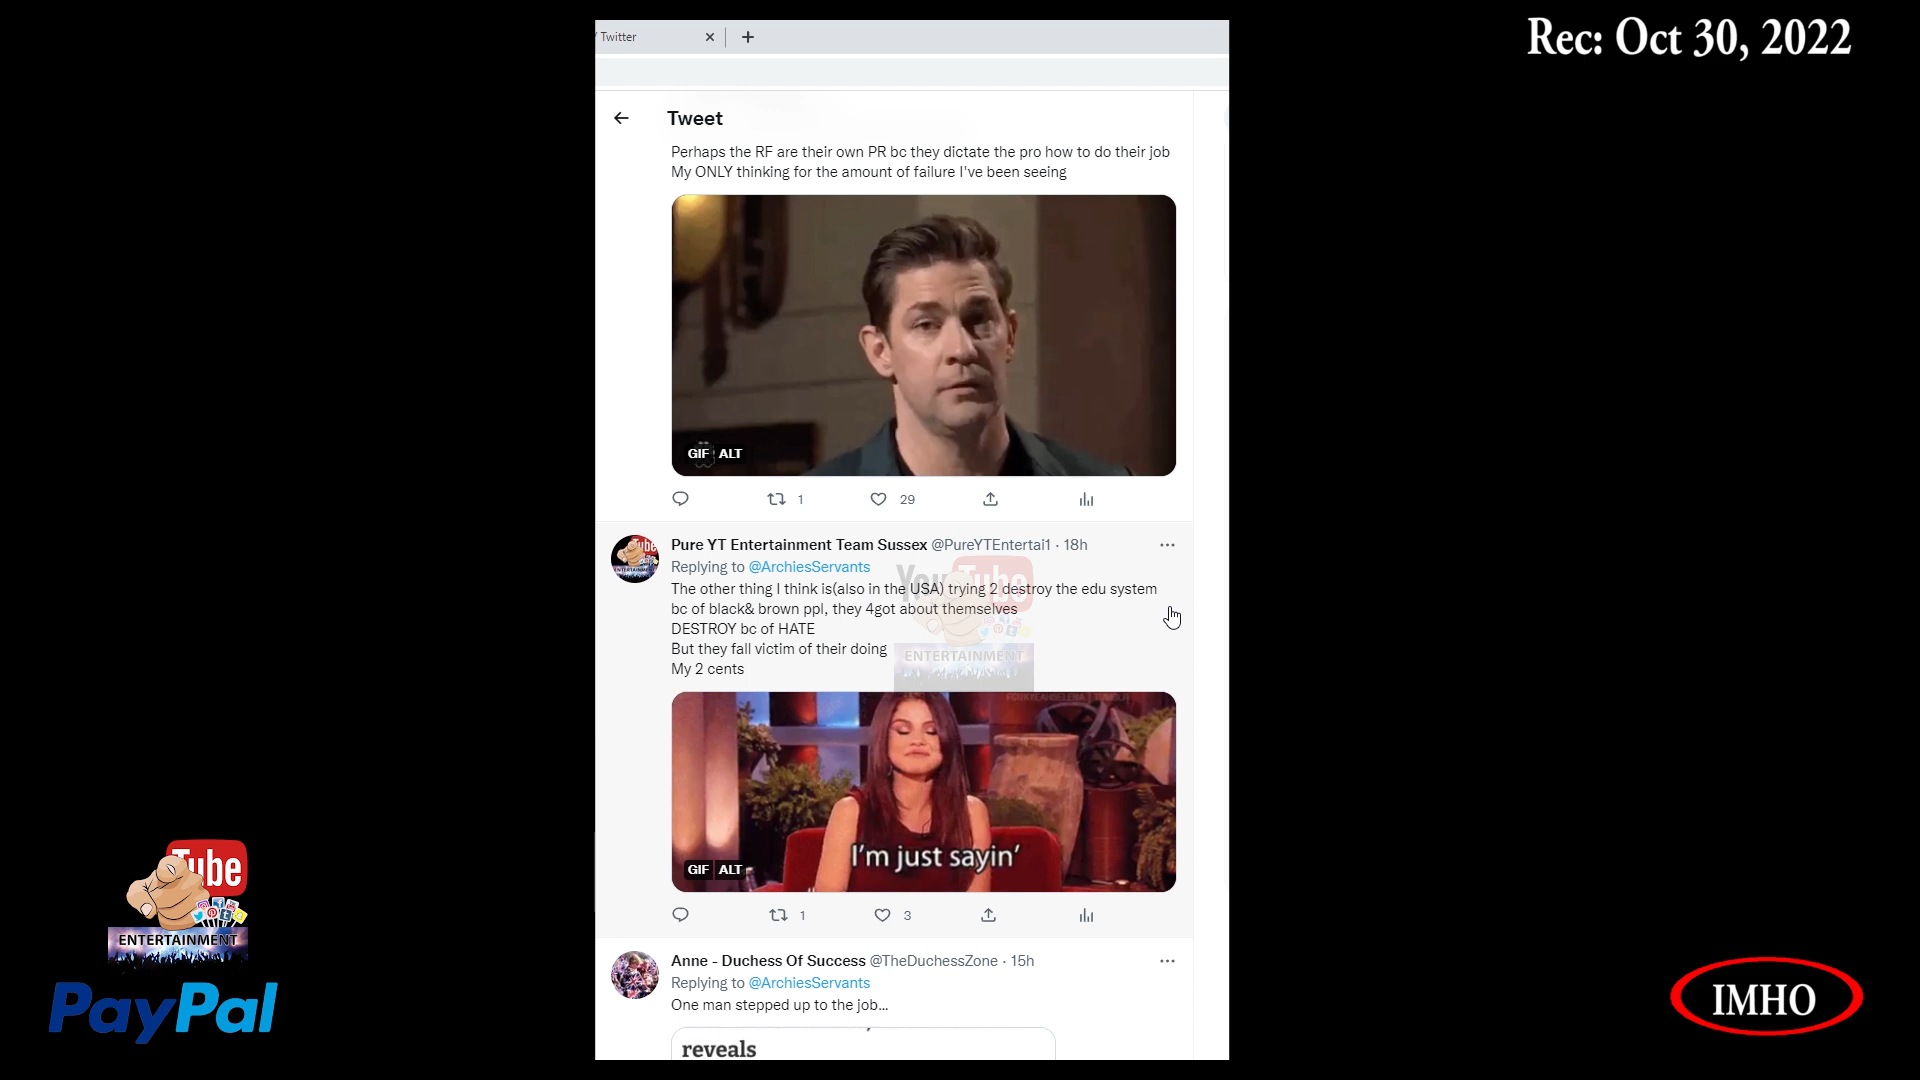 Rec: Oct 30, 2022
/ Twitter
Tweet
Perhaps the RF are their own PR bc they dictate the pro how to do their job
My ONLY thinking for the amount of failure I've been seeing
GIF ALT
1 29
Pure YT Entertainment Team Sussex @PureYTEntertai1 · 18h
Replying to @ArchiesServants
The other thing I think is(also in the USA) trying 2 destroy the edu system
bc of black& brown ppl, they 4got about themselves
DESTROY bc of HATE
But they fall victim of their doing
My 2 cents
YouTube
ENTERTAINMENT
I'm just sayin'
GIF ALT
1 3
Anne - Duchess Of Success @TheDuchessZone · 15h
Replying to @ArchiesServants
One man stepped up to the job...
reveals
Tube
ENTERTAINMENT
PayPal
IMHO